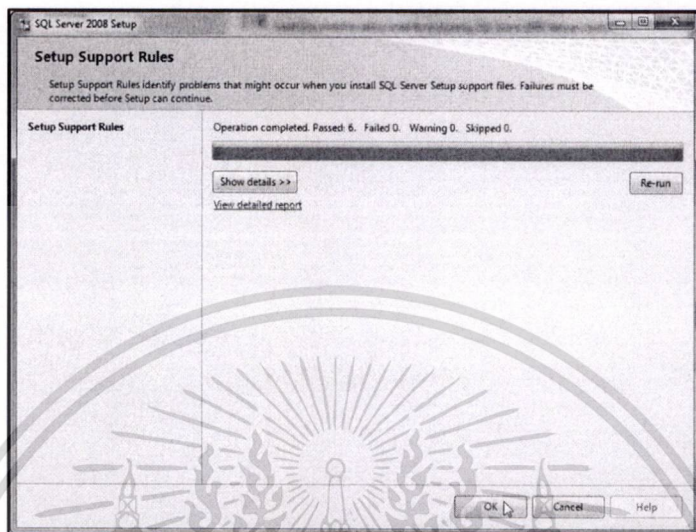 SQL Server 2008 Setup
Setup Support Rules
Setup Support Rules identify problems that might occur when you install SQL Server Setup support files. Failures must be
corrected before Setup can continue.
Setup Support Rules
Operation completed. Passed: 6. Failed 0. Warning 0. Skipped 0.
Show details >>
Re-run
View detailed report
OK
Cancel
Help